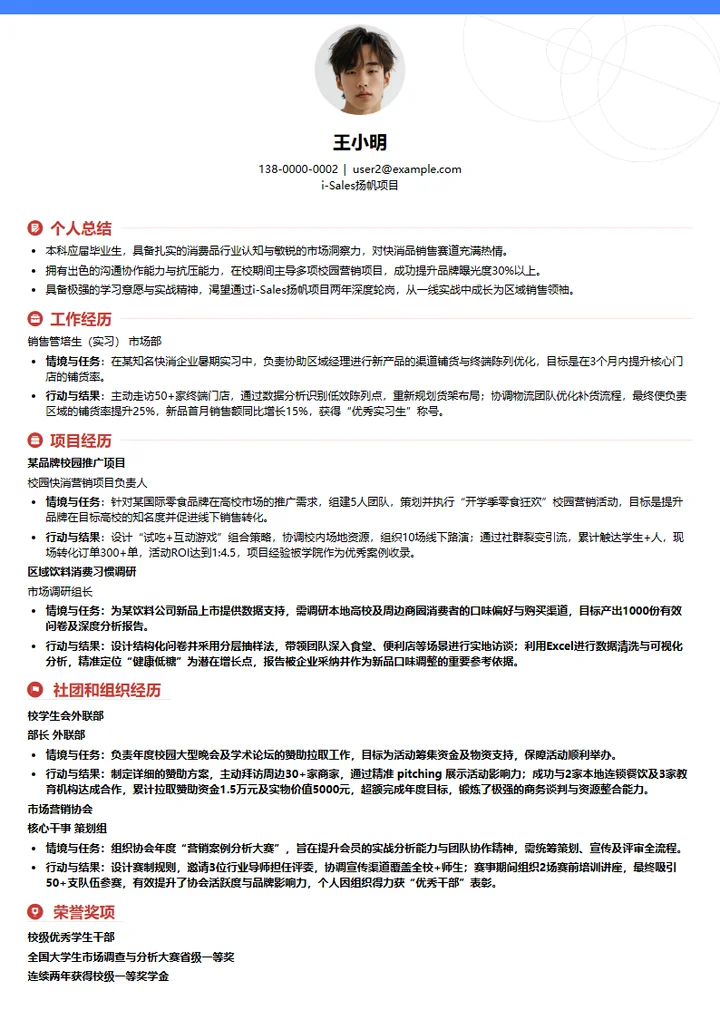 王小明
138-0000-0002 | user2@example.com
i-Sales扬帆项目
个人总结
• 本科应届毕业生，具备扎实的消费品行业认知与敏锐的市场洞察力，对快消品销售赛道充满热情。
• 拥有出色的沟通协作能力与抗压能力，在校期间主导多项校园营销项目，成功提升品牌曝光度30%以上。
• 具备极强的学习意愿与实战精神，渴望通过i-Sales扬帆项目两年深度轮岗，从一线实战中成长为区域销售领袖。
工作经历
销售管培生（实习） 市场部
• 情境与任务：在某知名快消企业暑期实习中，负责协助区域经理进行新产品的渠道铺货与终端陈列优化，目标是在3个月内提升核心门
店的铺货率。
• 行动与结果：主动走访50+家终端门店，通过数据分析识别低效陈列点，重新规划货架布局；协调物流团队优化补货流程，最终使负责
区域的铺货率提升25%，新品首月销售额同比增长15%，获得“优秀实习生”称号。
项目经历
某品牌校园推广项目
校园快消营销项目负责人
• 情境与任务：针对某国际零食品牌在高校市场的推广需求，组建5人团队，策划并执行“开学季零食狂欢”校园营销活动，目标是提升
品牌在目标高校的知名度并促进线下销售转化。
• 行动与结果：设计“试吃+互动游戏”组合策略，协调校内场地资源，组织10场线下路演；通过社群裂变引流，累计触达学生+人，现
场转化订单300+单，活动ROI达到1:4.5，项目经验被学院作为优秀案例收录。
区域饮料消费习惯调研
市场调研组长
• 情境与任务：为某饮料公司新品上市提供数据支持，需调研本地高校及周边商圈消费者的口味偏好与购买渠道，目标产出1000份有效
问卷及深度分析报告。
• 行动与结果：设计结构化问卷并采用分层抽样法，带领团队深入食堂、便利店等场景进行实地访谈；利用Excel进行数据清洗与可视化
分析，精准定位“健康低糖”为潜在增长点，报告被企业采纳并作为新品口味调整的重要参考依据。
社团和组织经历
校学生会外联部
部长 外联部
• 情境与任务：负责年度校园大型晚会及学术论坛的赞助拉取工作，目标为活动筹集资金及物资支持，保障活动顺利举办。
• 行动与结果：制定详细的赞助方案，主动拜访周边30+家商家，通过精准 pitching 展示活动影响力；成功与2家本地连锁餐饮及3家教
育机构达成合作，累计拉取赞助资金1.5万元及实物价值5000元，超额完成年度目标，锻炼了极强的商务谈判与资源整合能力。
市场营销协会
核心干事 策划组
• 情境与任务：组织协会年度“营销案例分析大赛”，旨在提升会员的实战分析能力与团队协作精神，需统筹策划、宣传及评审全流程。
• 行动与结果：设计赛制规则，邀请3位行业导师担任评委，协调宣传渠道覆盖全校+师生；赛事期间组织2场赛前培训讲座，最终吸引
50+支队伍参赛，有效提升了协会活跃度与品牌影响力，个人因组织得力获“优秀干部”表彰。
荣誉奖项
校级优秀学生干部
全国大学生市场调查与分析大赛省级一等奖
连续两年获得校级一等奖学金